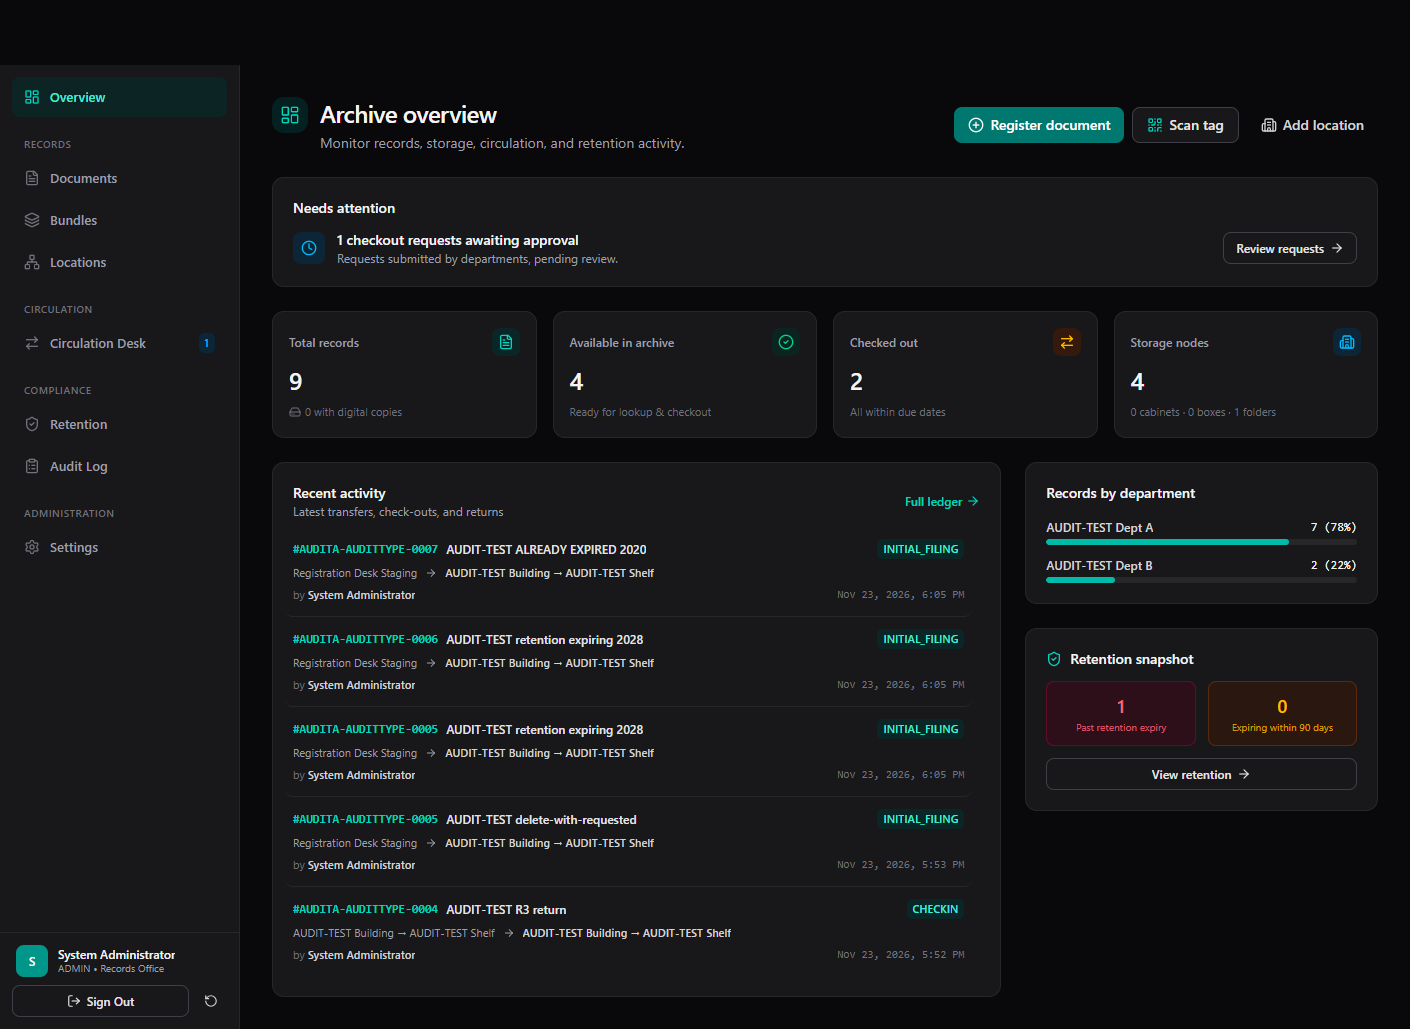 Overview
RECORDS
Documents
Bundles
Locations
CIRCULATION
Circulation Desk 1
COMPLIANCE
Retention
Audit Log
ADMINISTRATION
Settings
S
System Administrator
ADMIN • Records Office
Sign Out
Archive overview
Monitor records, storage, circulation, and retention activity.
Register document
Scan tag
Add location
Needs attention
1 checkout requests awaiting approval
Requests submitted by departments, pending review.
Review requests →
Total records
9
0 with digital copies
Available in archive
4
Ready for lookup & checkout
Checked out
2
All within due dates
Storage nodes
4
0 cabinets · 0 boxes · 1 folders
Recent activity
Latest transfers, check-outs, and returns
Full ledger →
#AUDITA-AUDITTYPE-0007 AUDIT-TEST ALREADY EXPIRED 2020 INITIAL_FILING
Registration Desk Staging → AUDIT-TEST Building → AUDIT-TEST Shelf
by System Administrator Nov 23, 2026, 6:05 PM
#AUDITA-AUDITTYPE-0006 AUDIT-TEST retention expiring 2028 INITIAL_FILING
Registration Desk Staging → AUDIT-TEST Building → AUDIT-TEST Shelf
by System Administrator Nov 23, 2026, 6:05 PM
#AUDITA-AUDITTYPE-0005 AUDIT-TEST retention expiring 2028 INITIAL_FILING
Registration Desk Staging → AUDIT-TEST Building → AUDIT-TEST Shelf
by System Administrator Nov 23, 2026, 6:05 PM
#AUDITA-AUDITTYPE-0005 AUDIT-TEST delete-with-requested INITIAL_FILING
Registration Desk Staging → AUDIT-TEST Building → AUDIT-TEST Shelf
by System Administrator Nov 23, 2026, 5:53 PM
#AUDITA-AUDITTYPE-0004 AUDIT-TEST R3 return CHECKIN
AUDIT-TEST Building → AUDIT-TEST Shelf → AUDIT-TEST Building → AUDIT-TEST Shelf
by System Administrator Nov 23, 2026, 5:52 PM
Records by department
AUDIT-TEST Dept A 7 (78%)
AUDIT-TEST Dept B 2 (22%)
Retention snapshot
1
Past retention expiry
0
Expiring within 90 days
View retention →